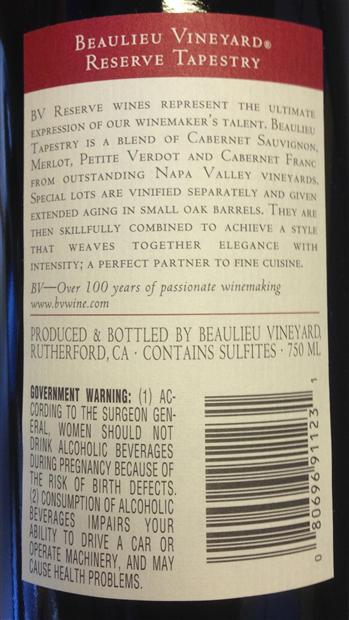 BEAULIEU VINEYARD®
RESERVE TAPESTRY
BV RESERVE WINES REPRESENT THE ULTIMATE
EXPRESSION OF OUR WINEMAKER'S TALENT. BEAULIEU
TAPESTRY IS A BLEND OF CABERNET SAUVIGNON,
MERLOT, PETITE VERDOT AND CABERNET FRANC
FROM OUTSTANDING NAPA VALLEY VINEYARDS.
SPECIAL LOTS ARE VINIFIED SEPARATELY AND GIVEN
EXTENDED AGING IN SMALL OAK BARRELS. THEY ARE
THEN SKILLFULLY COMBINED TO ACHIEVE A STYLE
THAT WEAVES TOGETHER ELEGANCE WITH
INTENSITY; A PERFECT PARTNER TO FINE CUISINE.
BV—Over 100 years of passionate winemaking
www.bvwine.com
PRODUCED & BOTTLED BY BEAULIEU VINEYARD,
RUTHERFORD, CA · CONTAINS SULFITES · 750 ML
GOVERNMENT WARNING: (1) AC-
CORDING TO THE SURGEON GEN-
ERAL, WOMEN SHOULD NOT
DRINK ALCOHOLIC BEVERAGES
DURING PREGNANCY BECAUSE OF
THE RISK OF BIRTH DEFECTS.
(2) CONSUMPTION OF ALCOHOLIC
BEVERAGES IMPAIRS YOUR
ABILITY TO DRIVE A CAR OR
OPERATE MACHINERY, AND MAY
CAUSE HEALTH PROBLEMS.
0 80696 91123 1